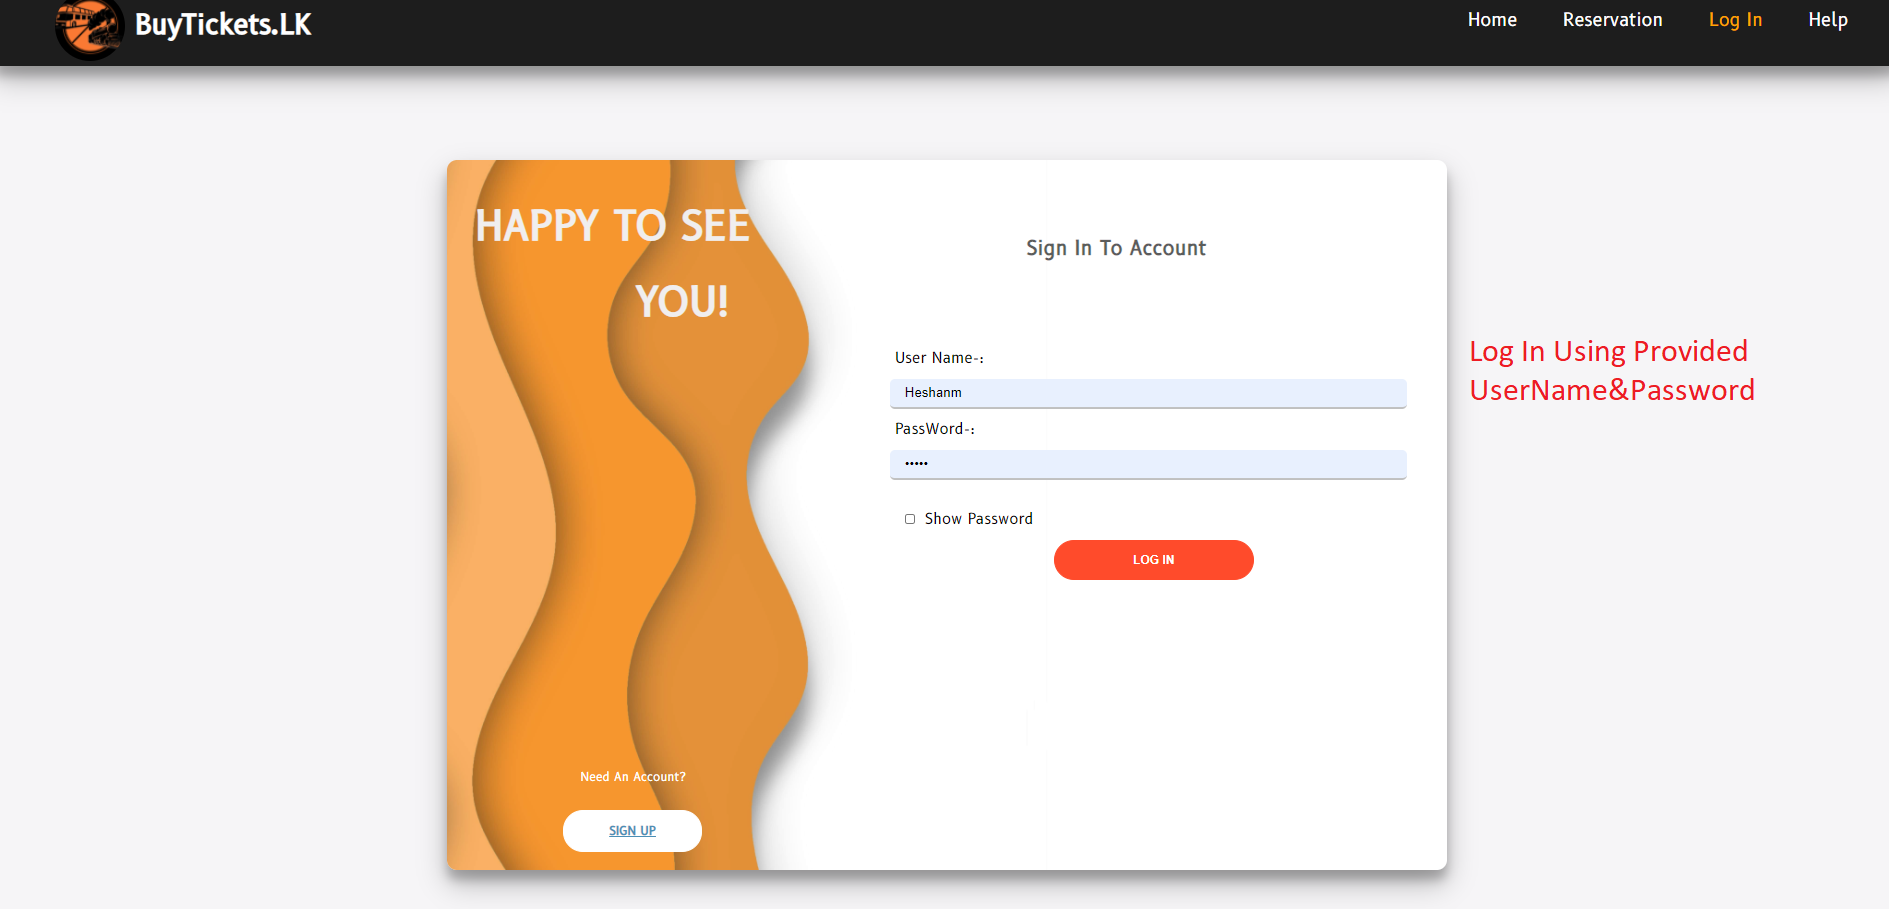 BuyTickets.LK
Home
Reservation
Log In
Help
HAPPY TO SEE
YOU!
Sign In To Account
User Name-:
Heshanm
PassWord-:
•••••
Show Password
LOG IN
Log In Using Provided
UserName&Password
Need An Account?
SIGN UP